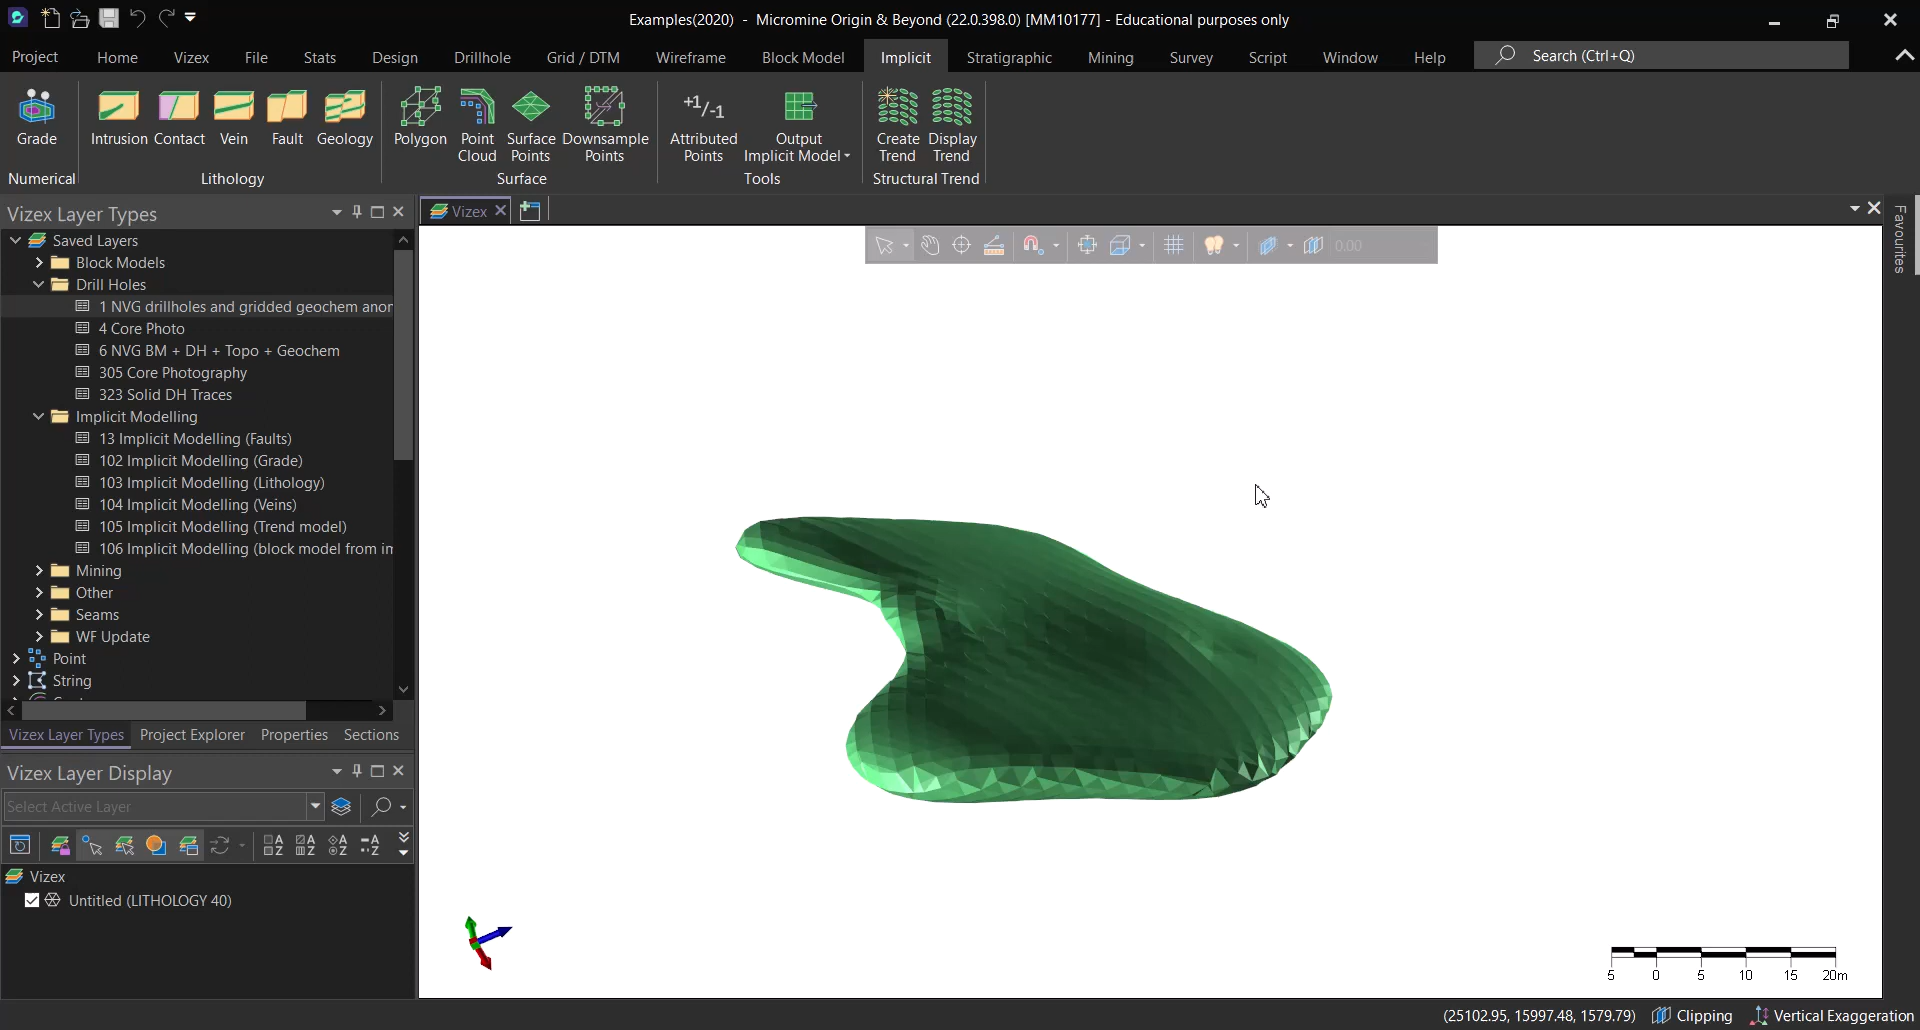 Examples(2020) - Micromine Origin & Beyond (22.0.398.0) [MM10177] - Educational purposes only
Project Home Vizex File Stats Design Drillhole Grid / DTM Wireframe Block Model Implicit Stratigraphic Mining Survey Script Window Help Search (Ctrl+Q)
Grade Intrusion Contact Vein Fault Geology Polygon Point Cloud Surface Points Downsample Points Attributed Points Output Implicit Model Create Trend Display Trend
+1/-1
Numerical Lithology Surface Tools Structural Trend
Vizex Layer Types
Vizex
Favourites
0.00
Saved Layers
Block Models
Drill Holes
1 NVG drillholes and gridded geochem anor
4 Core Photo
6 NVG BM + DH + Topo + Geochem
305 Core Photography
323 Solid DH Traces
Implicit Modelling
13 Implicit Modelling (Faults)
102 Implicit Modelling (Grade)
103 Implicit Modelling (Lithology)
104 Implicit Modelling (Veins)
105 Implicit Modelling (Trend model)
106 Implicit Modelling (block model from in
Mining
Other
Seams
WF Update
Point
String
Vizex Layer Types Project Explorer Properties Sections
Vizex Layer Display
Select Active Layer
Vizex
Untitled (LITHOLOGY 40)
5 0 5 10 15 20m
(25102.95, 15997.48, 1579.79) Clipping Vertical Exaggeration